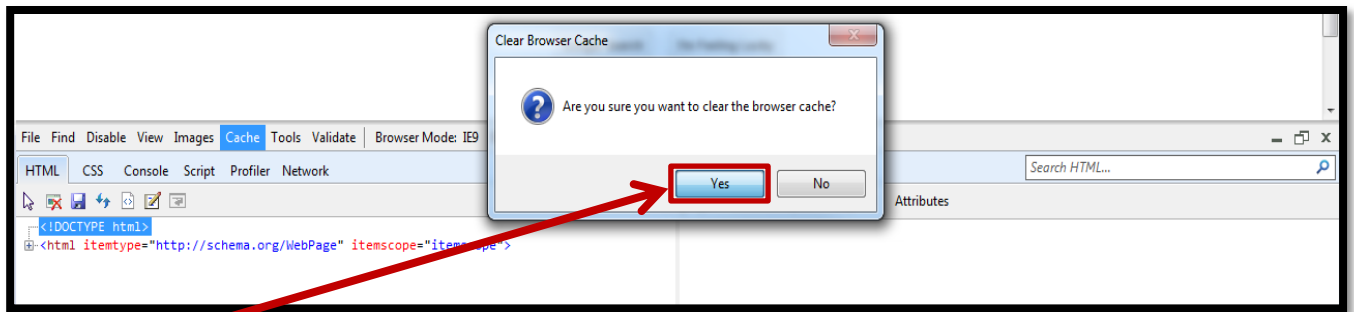 Clear Browser Cache
I'm Feeling Lucky
Are you sure you want to clear the browser cache?
File Find Disable View Images Cache Tools Validate Browser Mode: IE9
HTML CSS Console Script Profiler Network
Search HTML...
Yes No
Attributes
<!DOCTYPE html>
<html itemtype="http://schema.org/WebPage" itemscope="itemscope">